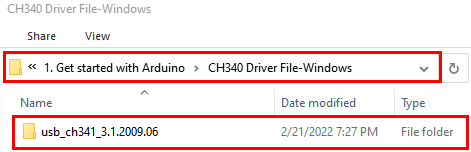 CH340 Driver File-Windows
Share View
« 1. Get started with Arduino > CH340 Driver File-Windows
Name Date modified Type
usb_ch341_3.1.2009.06 2/21/2022 7:27 PM File folder